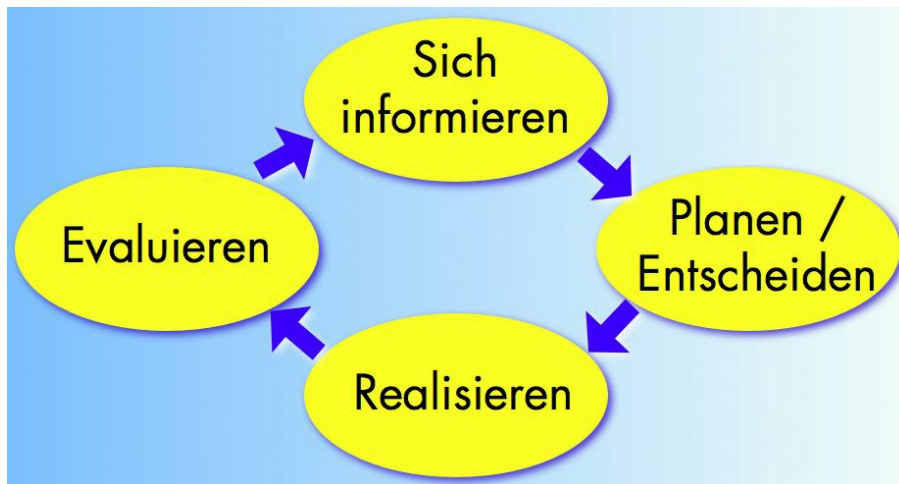 Sich
informieren
Planen /
Entscheiden
Realisieren
Evaluieren